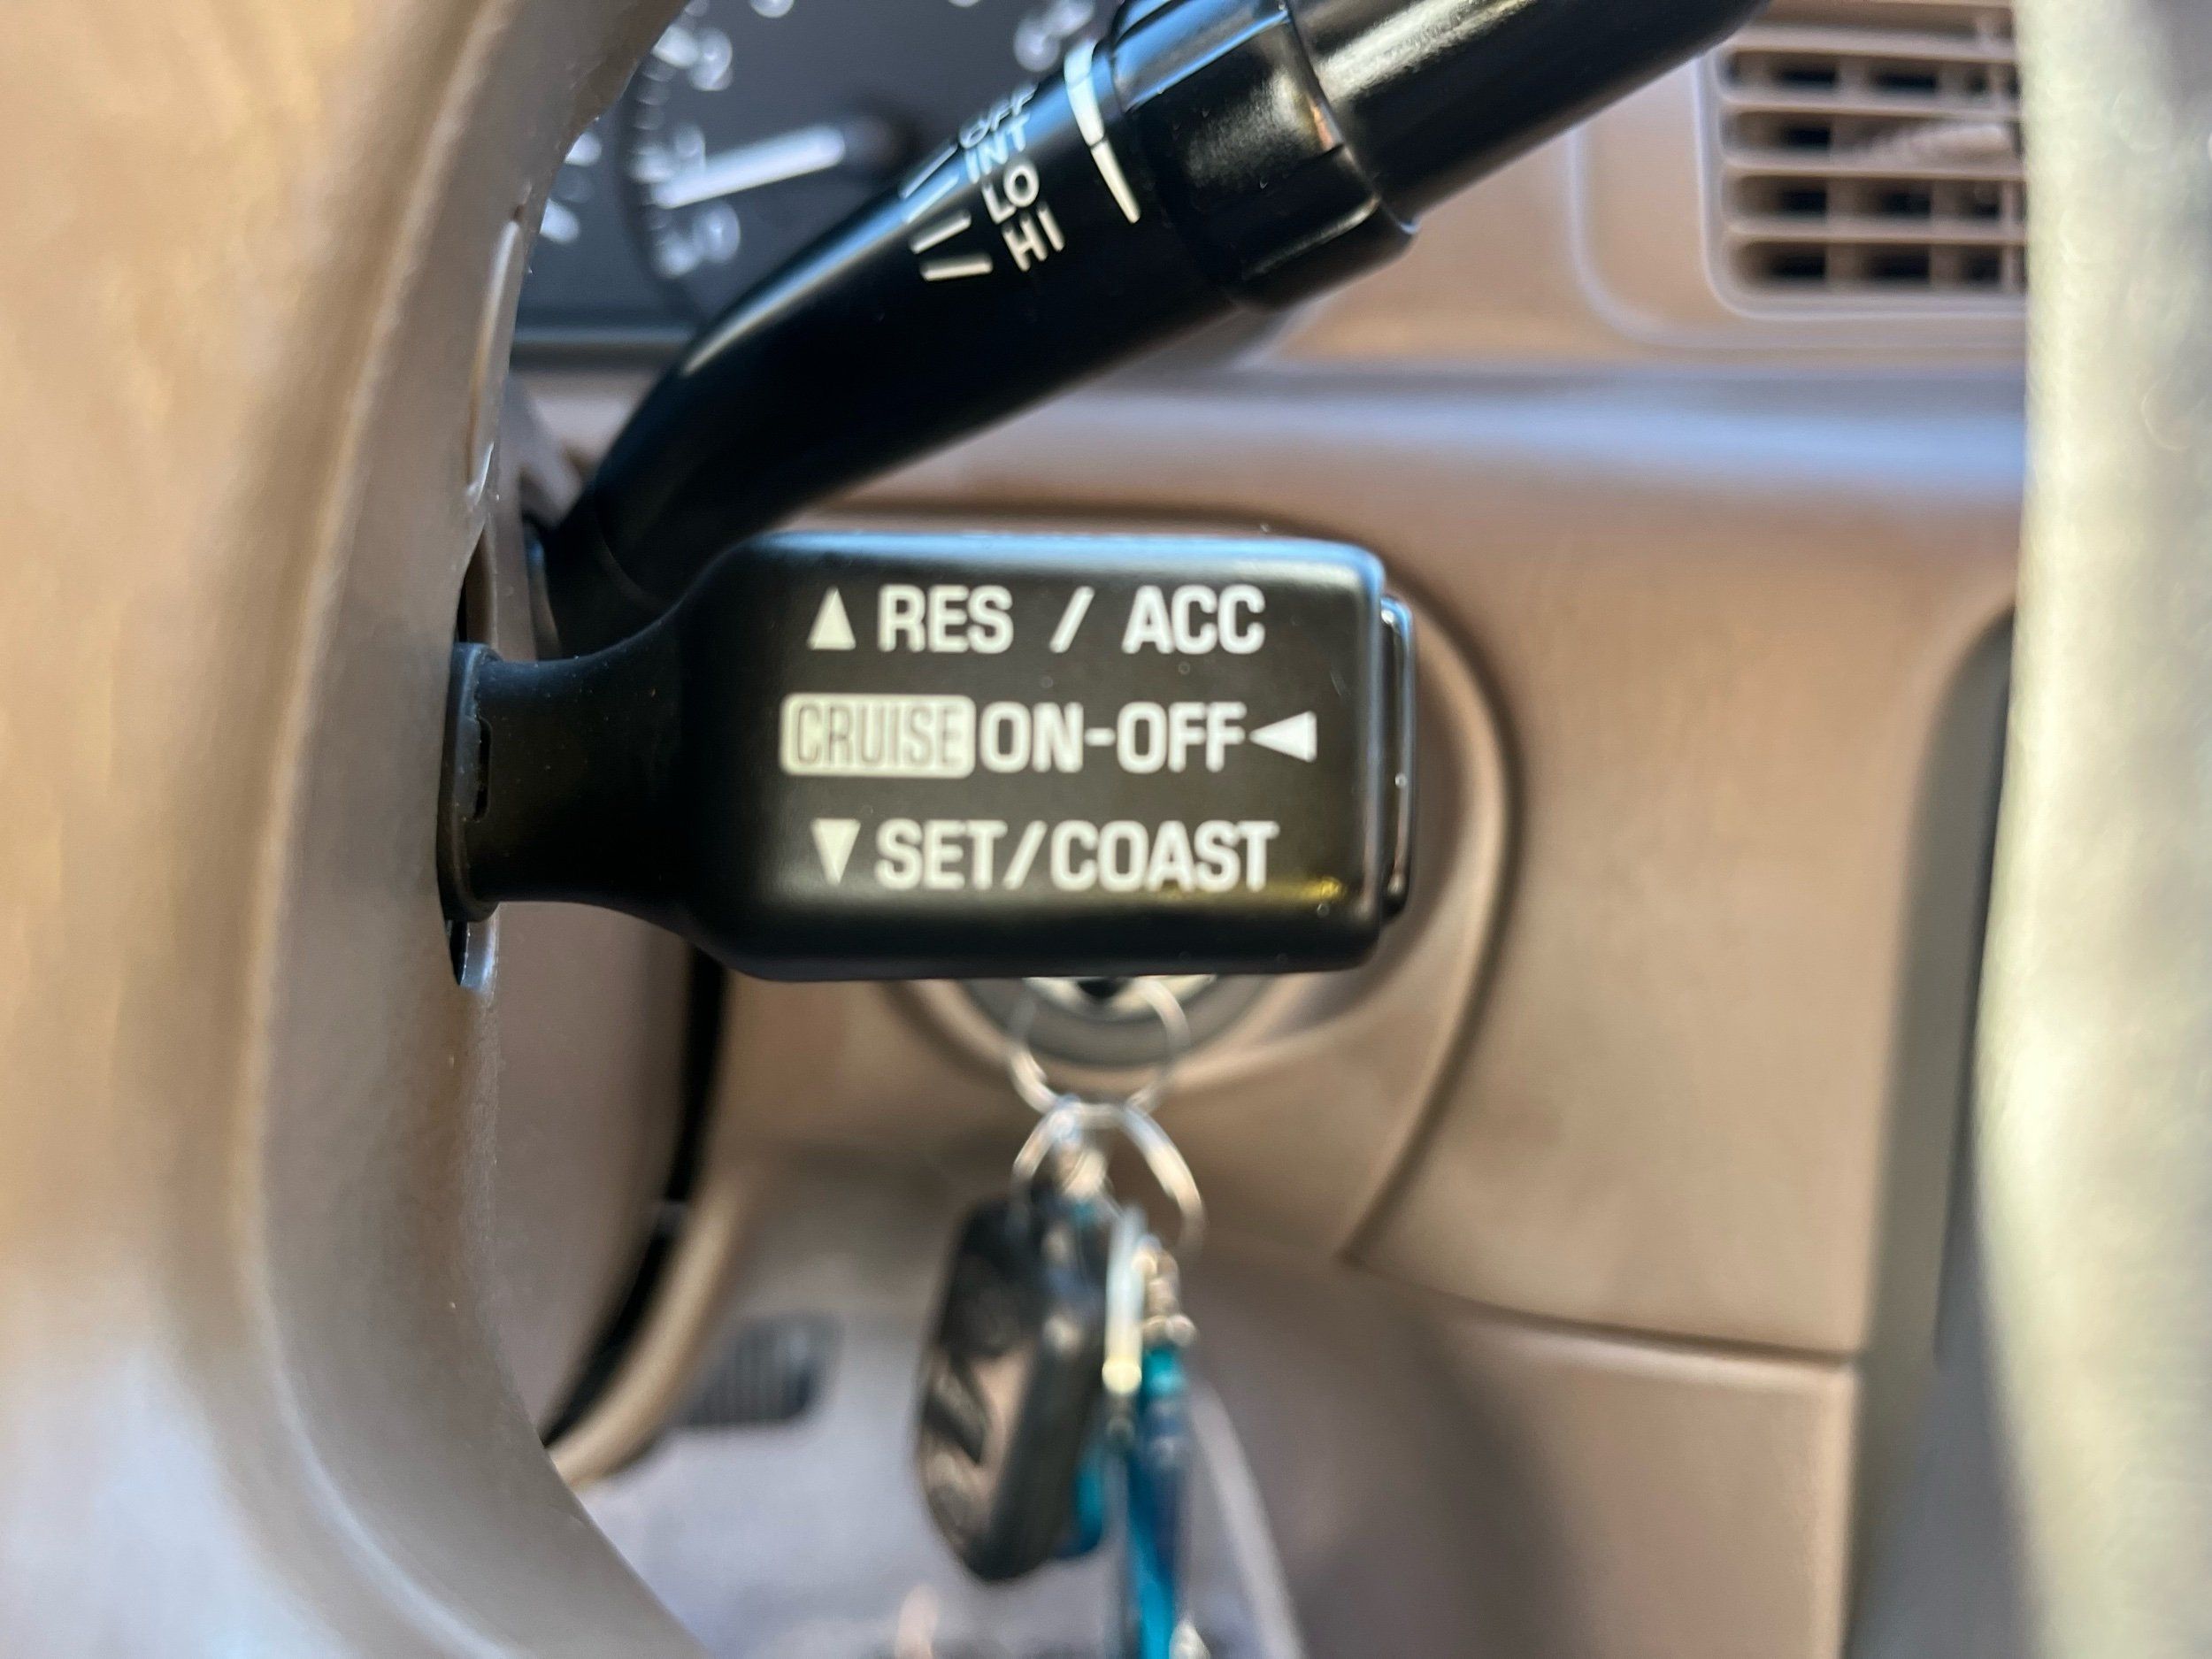 OFF
INT
LO
HI
▲ RES / ACC
CRUISE ON-OFF◄
▼ SET/COAST